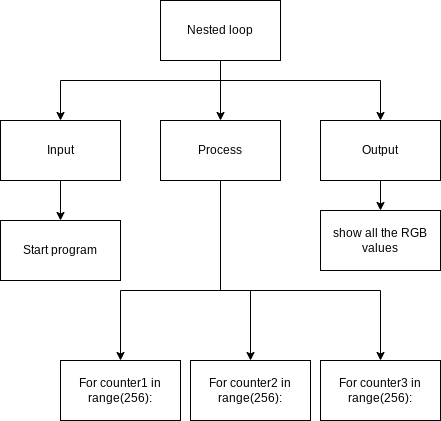 Nested loop
Input
Process
Output
Start program
show all the RGB
values
For counter1 in
range(256):
For counter2 in
range(256):
For counter3 in
range(256):